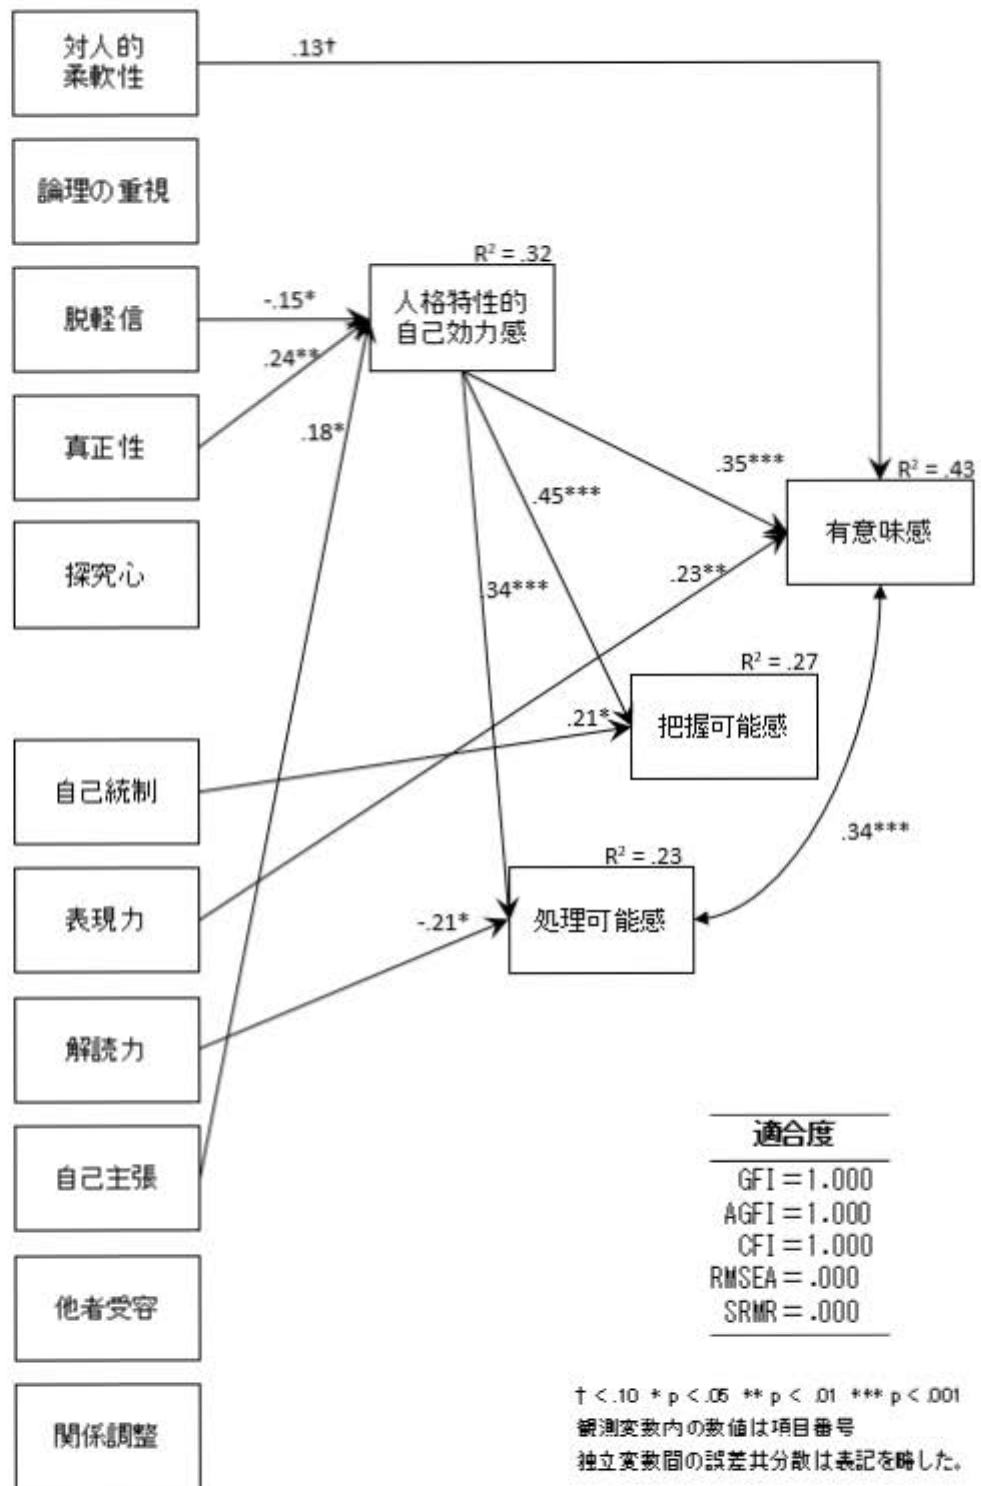 対人的
柔軟性
.13†
論理の重視
R² = .32
脱軽信
-.15*
人格特性的
自己効力感
.24**
真正性
.18*
.35***
R² = .43
.45***
有意味感
探究心
.34***
.23**
R² = .27
.21*
把握可能感
自己統制
.34***
R² = .23
表現力
-.21*
処理可能感
解読力
適合度
自己主張
GFI＝1.000
AGFI＝1.000
CFI＝1.000
RMSEA＝.000
SRMR＝.000
他者受容
† <.10 * p <.05 ** p < .01 *** p <.001
関係調整
観測変数内の数値は項目番号
独立変数間の誤差共分散は表記を略した。